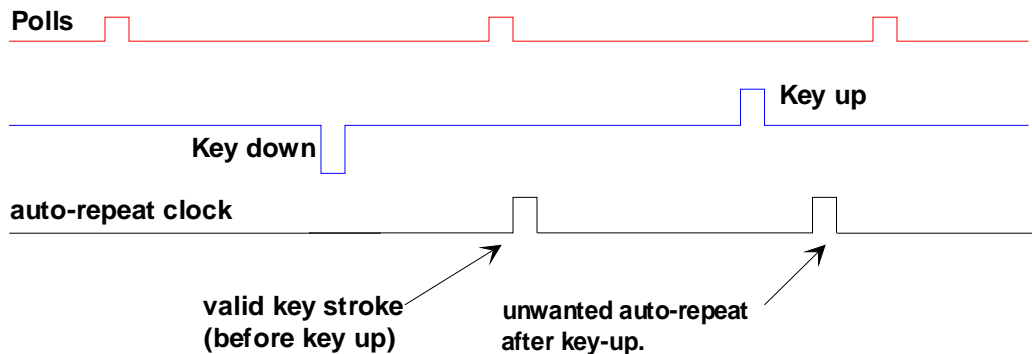 Polls
Key up
Key down
auto-repeat clock
valid key stroke
(before key up)
unwanted auto-repeat
after key-up.